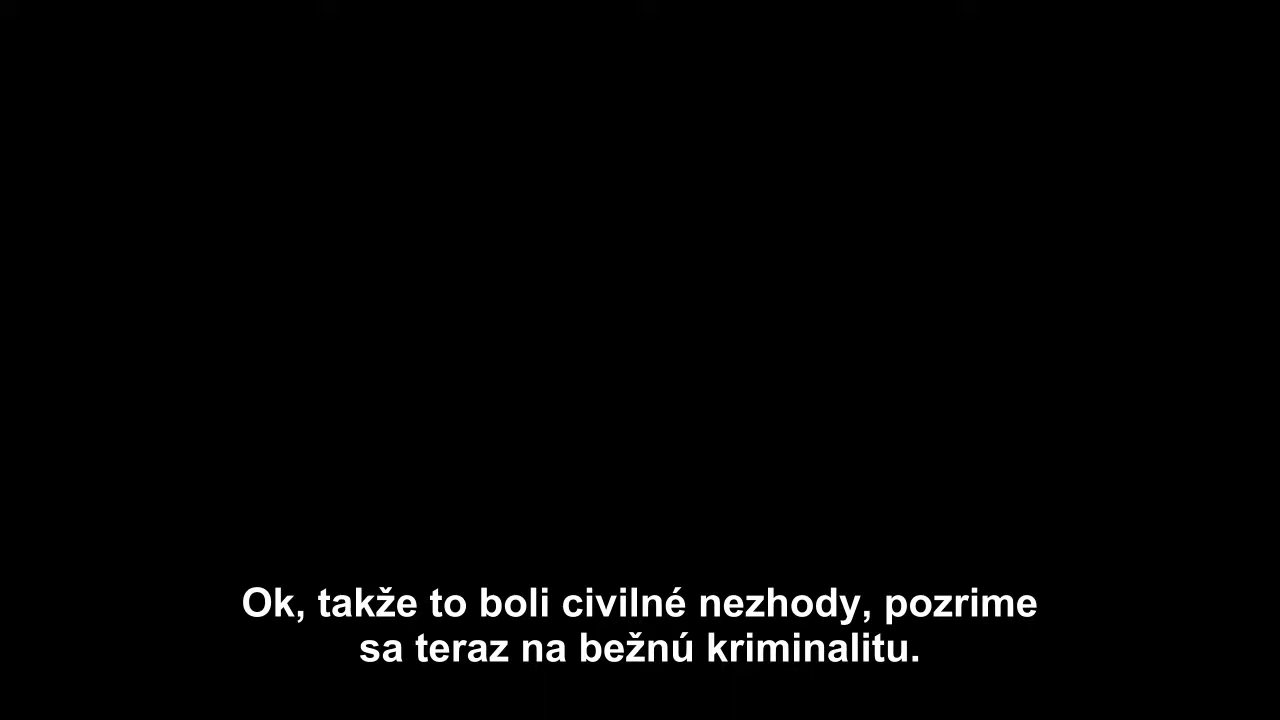 Ok, takže to boli civilné nezhody, pozrime
sa teraz na bežnú kriminalitu.